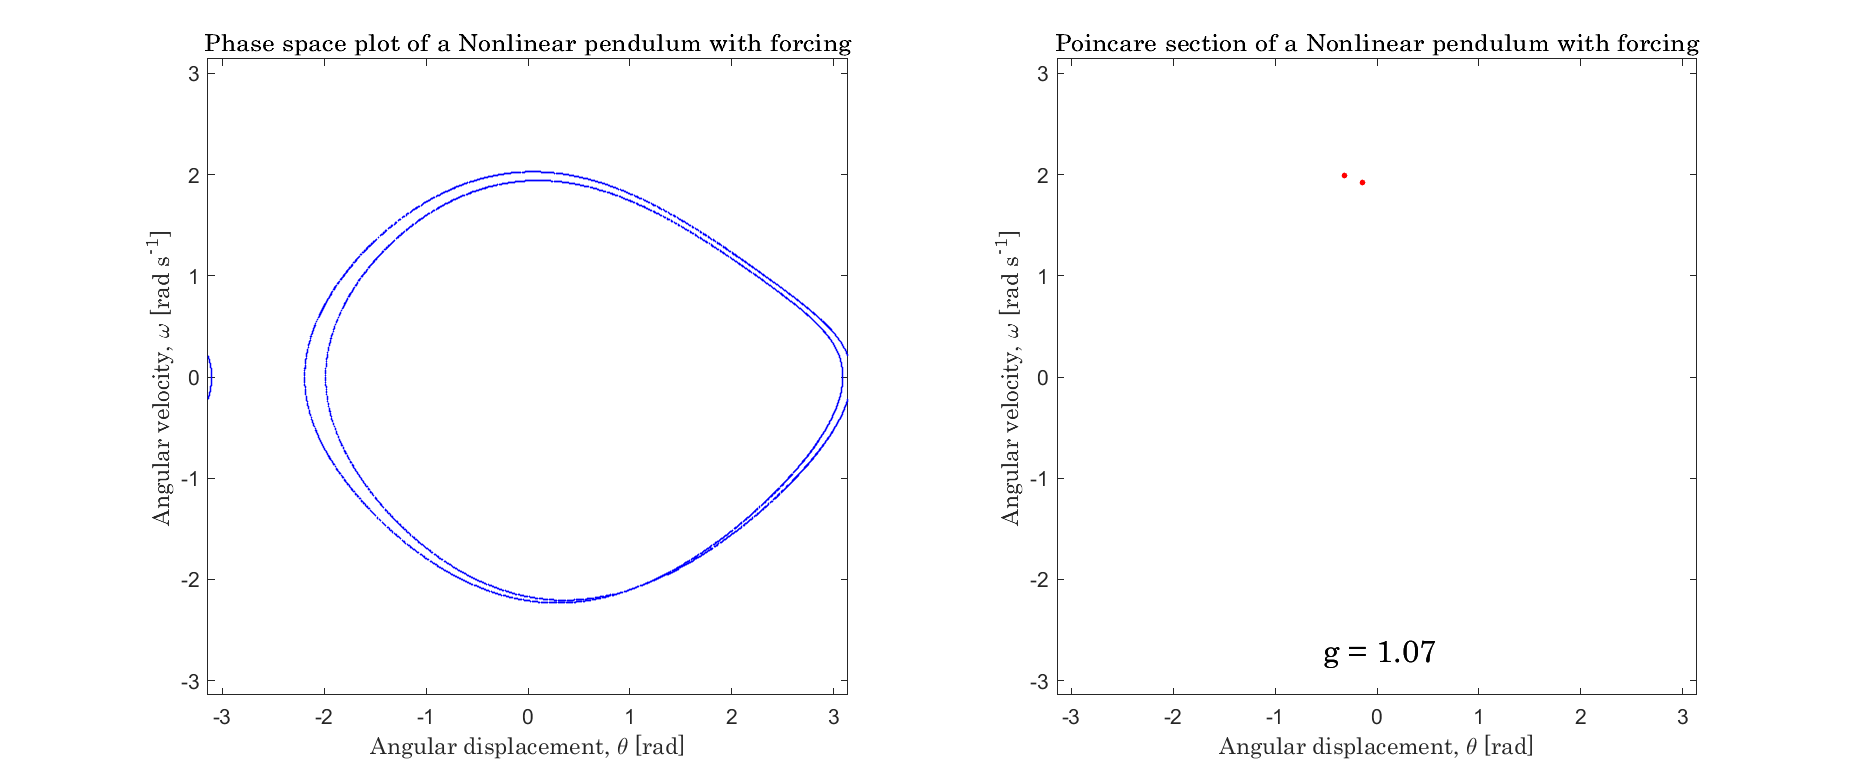 Phase space plot of a Nonlinear pendulum with forcing
3
2
1
0
-1
-2
-3
Angular velocity, ω [rad s-1]
-3 -2 -1 0 1 2 3
Angular displacement, θ [rad]
Poincare section of a Nonlinear pendulum with forcing
3
2
1
0
-1
-2
-3
Angular velocity, ω [rad s-1]
g = 1.07
-3 -2 -1 0 1 2 3
Angular displacement, θ [rad]